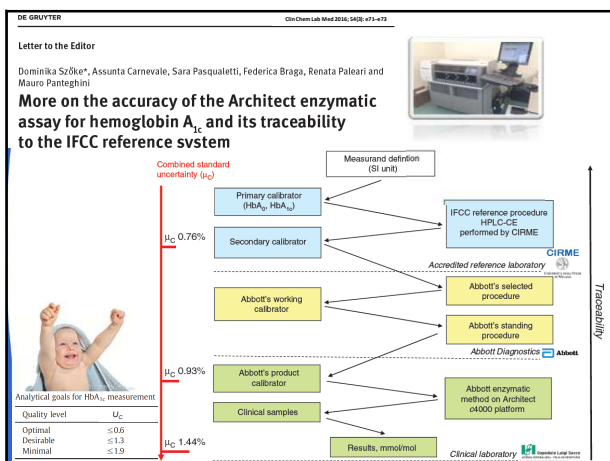 DE GRUYTER
Clin Chem Lab Med 2016; 54(3): e71–e73
Letter to the Editor
Dominika Szőke*, Assunta Carnevale, Sara Pasqualetti, Federica Braga, Renata Paleari and
Mauro Panteghini
More on the accuracy of the Architect enzymatic
assay for hemoglobin A1c and its traceability
to the IFCC reference system
Combined standard
uncertainty (µC)
Measurand defintion
(SI unit)
Primary calibrator
(HbA0, HbA1c)
IFCC reference procedure
HPLC-CE
performed by CIRME
µC 0.76%
Secondary calibrator
CIRME
Accredited reference laboratory
Abbott's working
calibrator
Abbott's selected
procedure
Abbott's standing
procedure
Abbott Diagnostics
Abbott
Traceability
µC 0.93%
Abbott's product
calibrator
Abbott enzymatic
method on Architect
c4000 platform
Clinical samples
µC 1.44%
Results, mmol/mol
Clinical laboratory
Ospedale Luigi Sacco
Analytical goals for HbA1c measurement
Quality level UC
Optimal ≤0.6
Desirable ≤1.3
Minimal ≤1.9